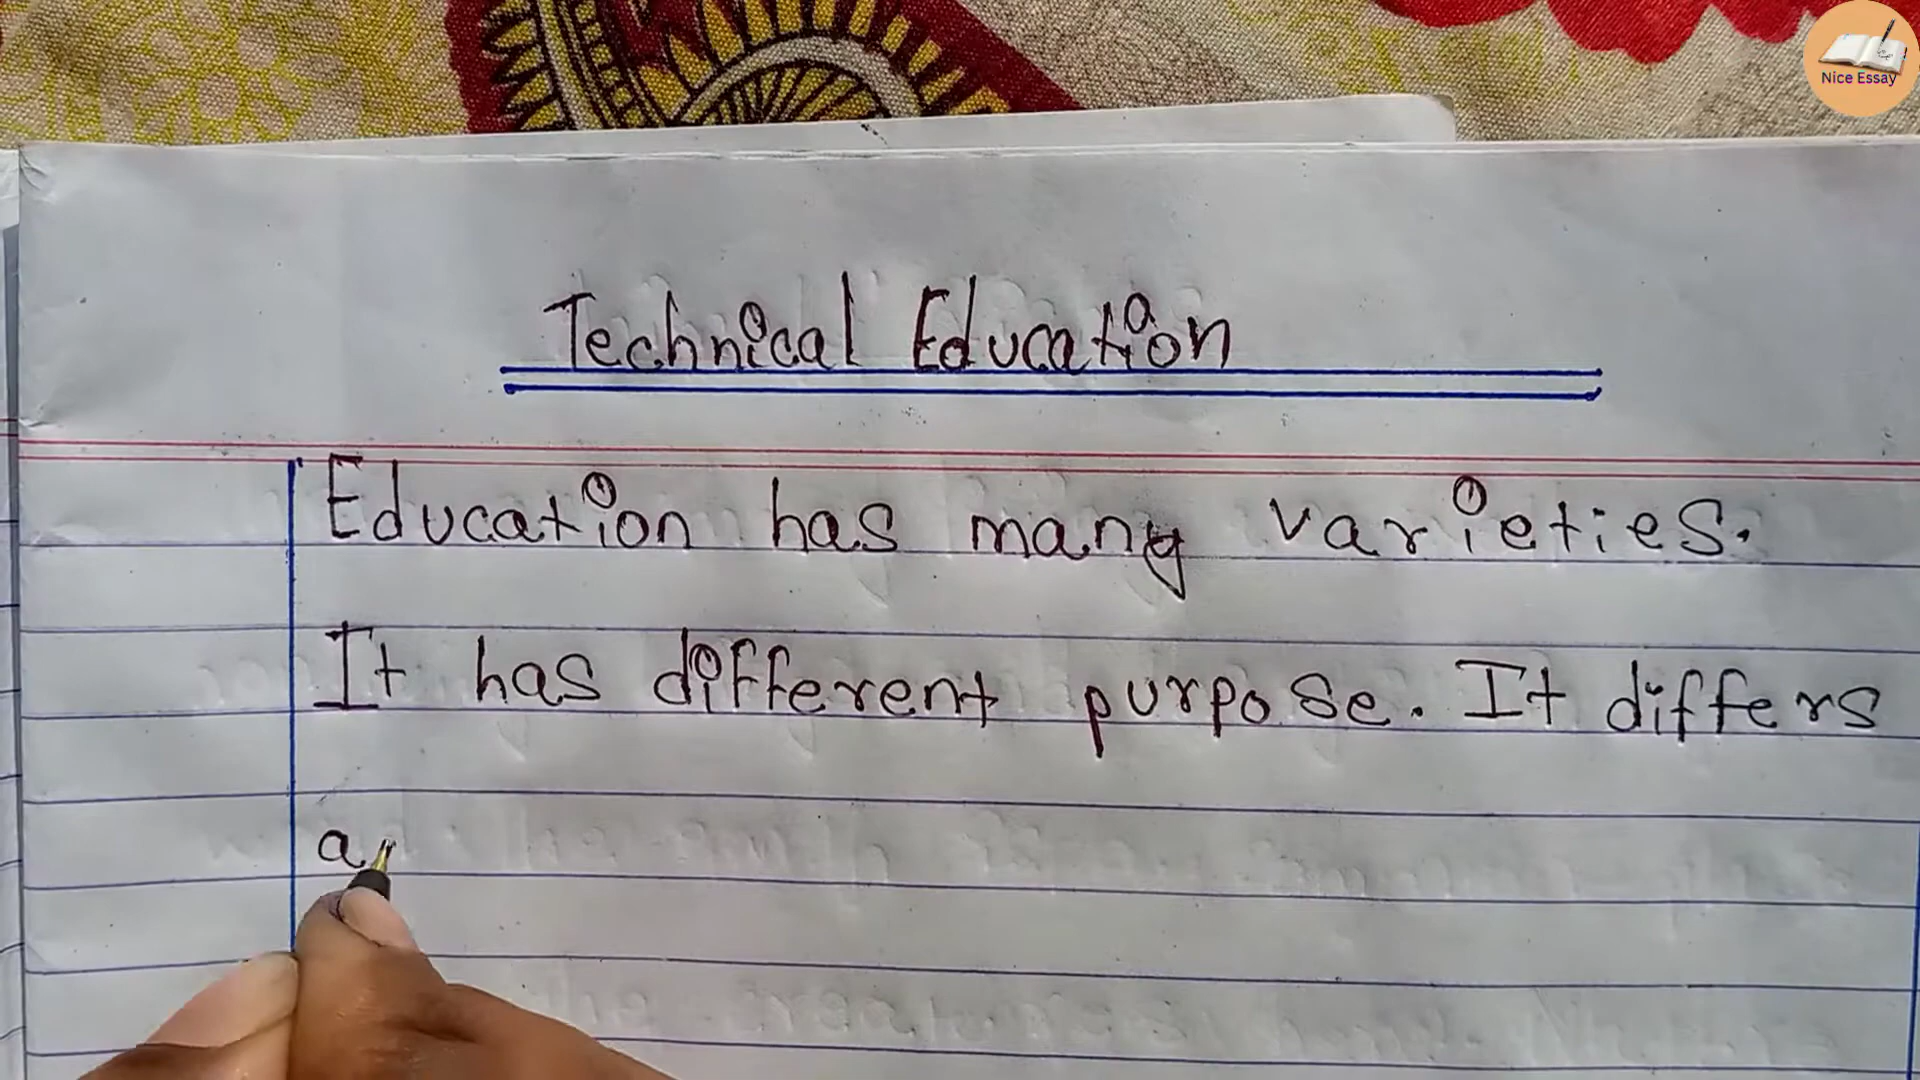 Nice Essay
Technical Education
Education has many varieties.
It has different purpose. It differs
a